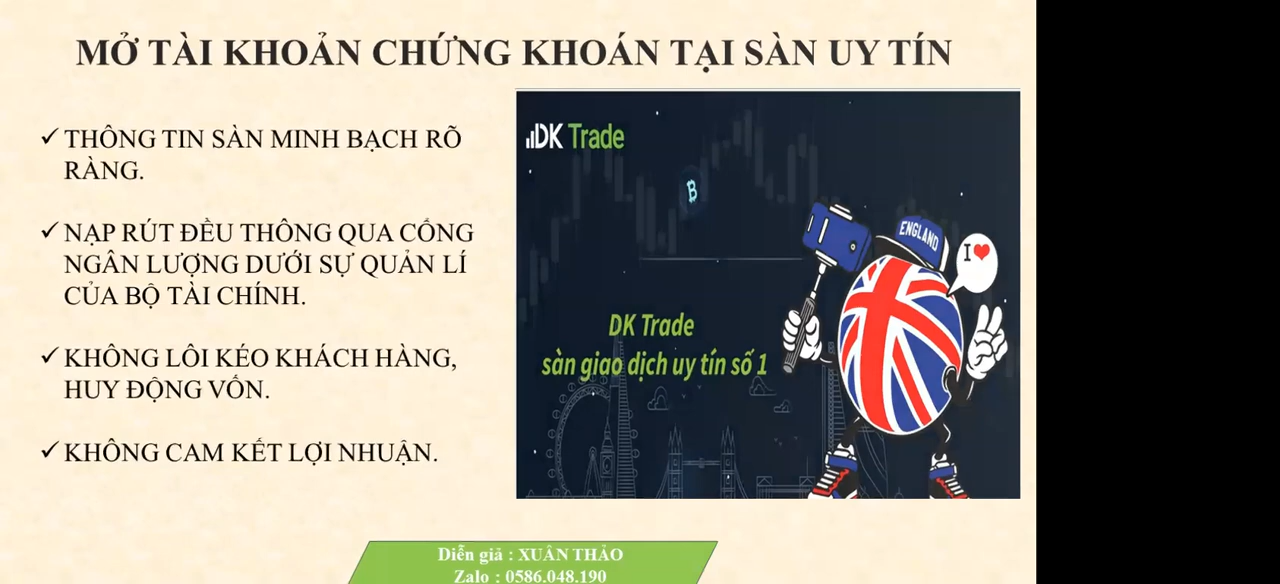 MỞ TÀI KHOẢN CHỨNG KHOÁN TẠI SÀN UY TÍN
✓ THÔNG TIN SÀN MINH BẠCH RÕ
RÀNG.
✓ NẠP RÚT ĐỀU THÔNG QUA CỔNG
NGÂN LƯỢNG DƯỚI SỰ QUẢN LÍ
CỦA BỘ TÀI CHÍNH.
✓ KHÔNG LÔI KÉO KHÁCH HÀNG,
HUY ĐỘNG VỐN.
✓ KHÔNG CAM KẾT LỢI NHUẬN.
DK Trade
ENGLAND
I ❤
DK Trade
sàn giao dịch uy tín số 1
Diễn giả : XUÂN THẢO
Zalo : 0586.048.190